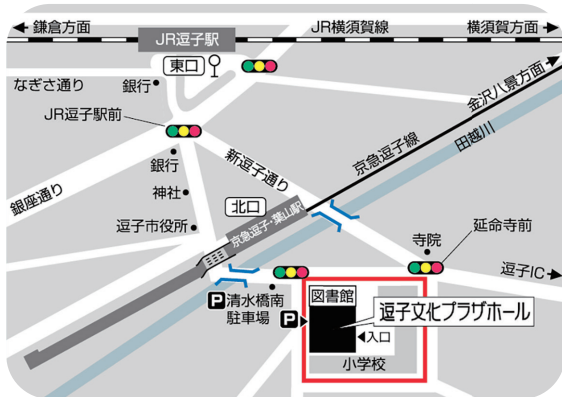 鎌倉方面
JR横須賀線
横須賀方面
JR逗子駅
東口
なぎさ通り
銀行
金沢八景方面
JR逗子駅前
京急逗子線
田越川
新逗子通り
銀行
神社
銀座通り
北口
逗子市役所
京急逗子・葉山駅
寺院
延命寺前
逗子IC
P 清水橋南
駐車場
図書館
P
逗子文化プラザホール
入口
小学校